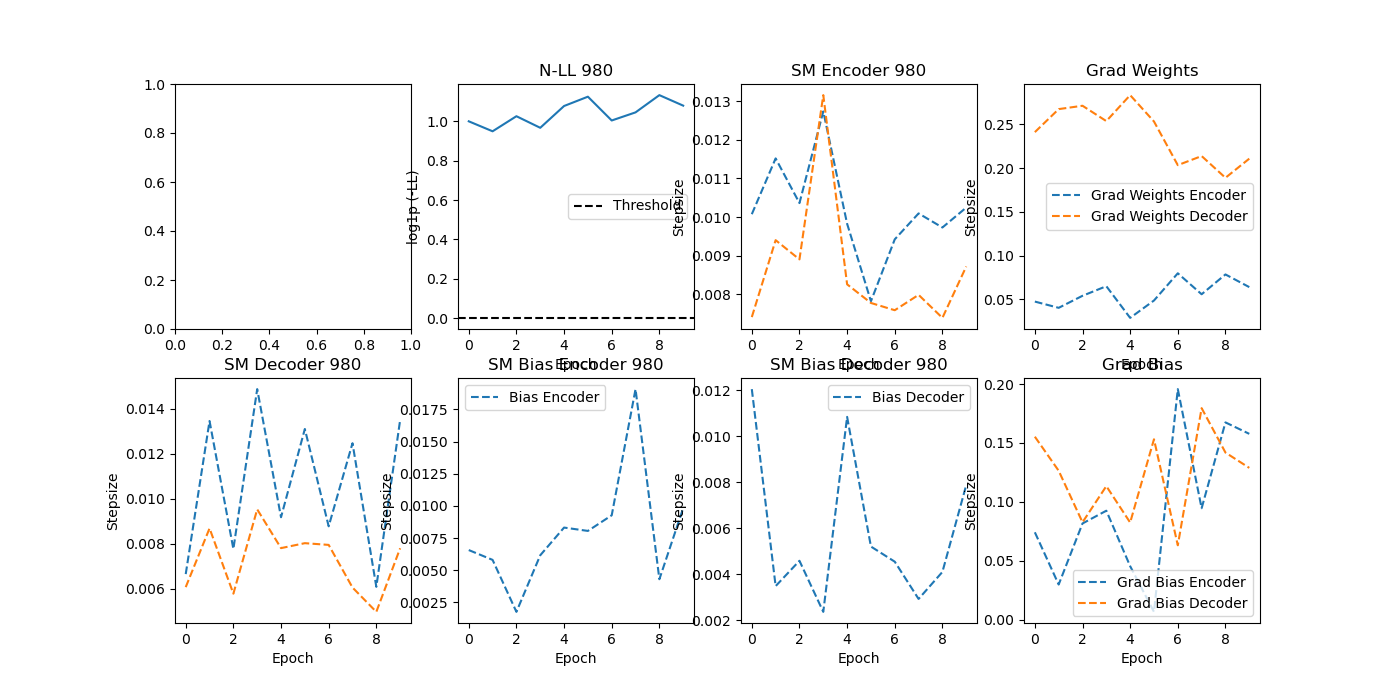 N-LL 980
SM Encoder 980
Grad Weights
1.0
0.8
0.6
0.4
0.2
0.0
0.0 0.2 0.4 0.6 0.8 1.0
log1p (-LL)
1.0
0.8
0.6
0.4
0.2
0.0
Threshold
0 2 4 6 8
Epoch
Stepsize
0.013
0.012
0.011
0.010
0.009
0.008
0 2 4 6 8
Epoch
Stepsize
0.25
0.20
0.15
0.10
0.05
Grad Weights Encoder
Grad Weights Decoder
0 2 4 6 8
Epoch
SM Decoder 980
SM Bias Encoder 980
SM Bias Decoder 980
Grad Bias
Stepsize
0.014
0.012
0.010
0.008
0.006
0 2 4 6 8
Epoch
Stepsize
0.0175
0.0150
0.0125
0.0100
0.0075
0.0050
0.0025
Bias Encoder
0 2 4 6 8
Epoch
Stepsize
0.012
0.010
0.008
0.006
0.004
0.002
Bias Decoder
0 2 4 6 8
Epoch
Stepsize
0.20
0.15
0.10
0.05
0.00
Grad Bias Encoder
Grad Bias Decoder
0 2 4 6 8
Epoch